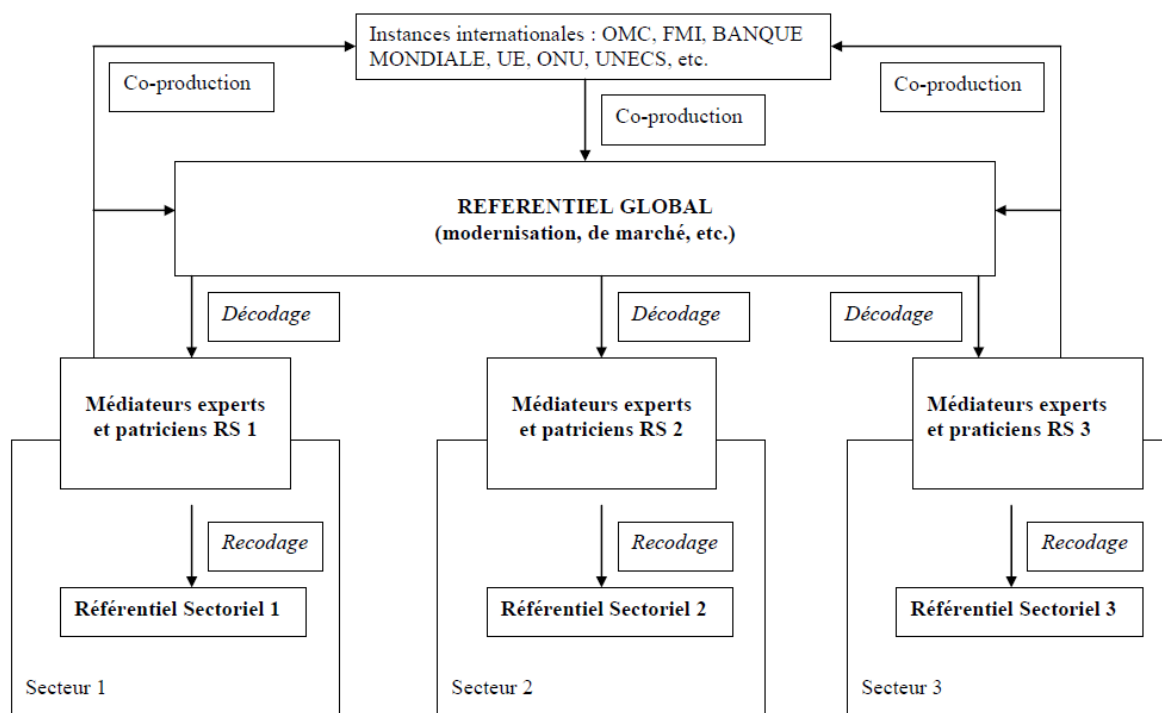 Instances internationales : OMC, FMI, BANQUE
MONDIALE, UE, ONU, UNECS, etc.
Co-production
Co-production
Co-production
REFERENTIEL GLOBAL
(modernisation, de marché, etc.)
Décodage
Décodage
Décodage
Médiateurs experts
et patriciens RS 1
Médiateurs experts
et patriciens RS 2
Médiateurs experts
et praticiens RS 3
Recodage
Recodage
Recodage
Référentiel Sectoriel 1
Référentiel Sectoriel 2
Référentiel Sectoriel 3
Secteur 1
Secteur 2
Secteur 3